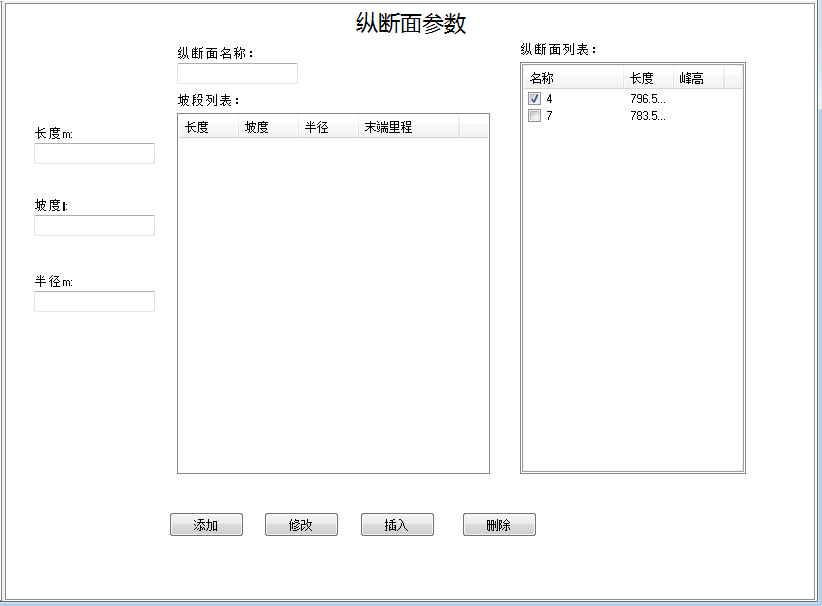 纵断面参数
纵断面名称：
纵断面列表：
名称 长度 峰高
4 796.5...
7 783.5...
坡段列表：
长度 坡度 半径 末端里程
长度m:
坡度‰:
半径m:
添加 修改 插入 删除